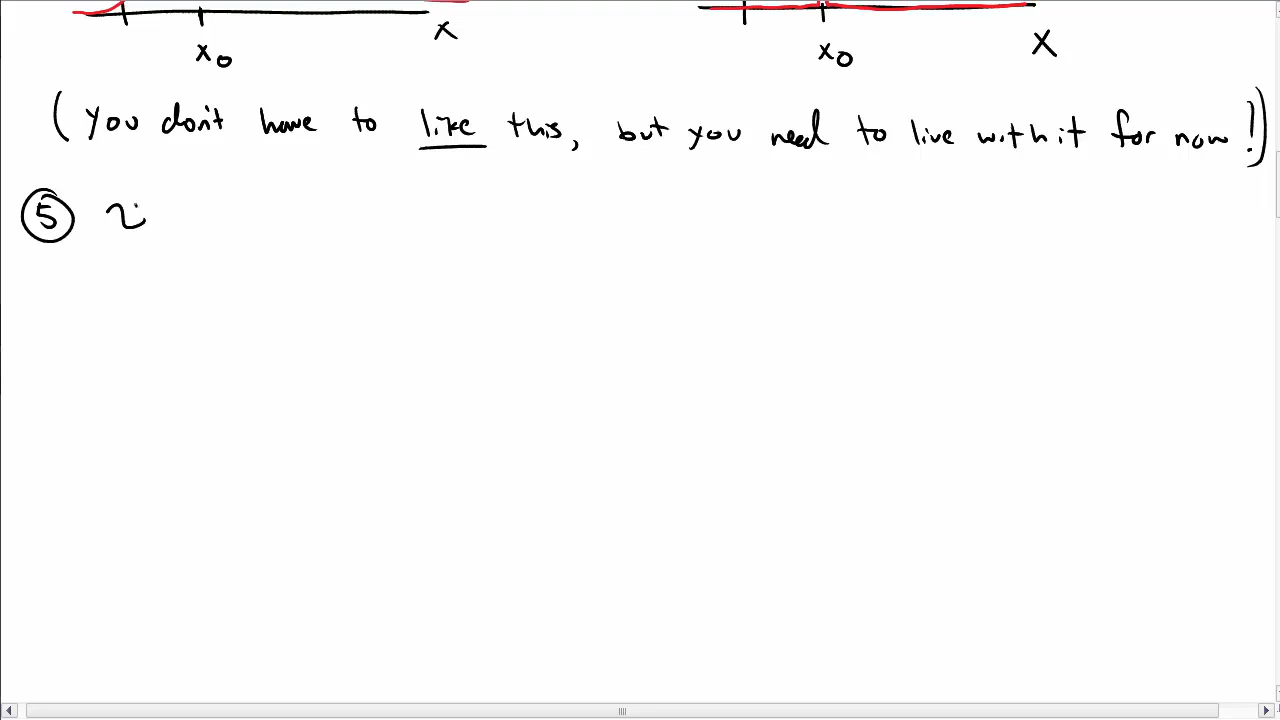 x₀ x x₀ x
(you don't have to like this, but you need to live with it for now!)
⑤